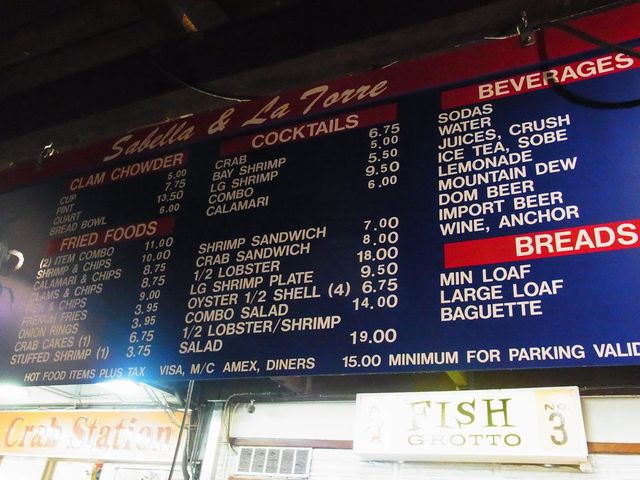 Sabella & La Torre
CLAM CHOWDER
CUP 5.00
PINT 7.75
QUART 13.50
BREAD BOWL 6.00
FRIED FOODS
(2) ITEM COMBO 11.00
SHRIMP & CHIPS 10.00
CALAMARI & CHIPS 8.75
CLAMS & CHIPS 8.75
FISH & CHIPS 9.00
FRENCH FRIES 3.95
ONION RINGS 3.95
CRAB CAKES (1) 6.75
STUFFED SHRIMP (1) 3.75
COCKTAILS
CRAB 6.75
BAY SHRIMP 5.00
LG SHRIMP 5.50
COMBO 9.50
CALAMARI 6.00
SHRIMP SANDWICH 7.00
CRAB SANDWICH 8.00
1/2 LOBSTER 18.00
LG SHRIMP PLATE 9.50
OYSTER 1/2 SHELL (4) 6.75
COMBO SALAD 14.00
1/2 LOBSTER/SHRIMP
SALAD 19.00
BEVERAGES
SODAS
WATER
JUICES, CRUSH
ICE TEA, SOBE
LEMONADE
MOUNTAIN DEW
DOM BEER
IMPORT BEER
WINE, ANCHOR
BREADS
MINI LOAF
LARGE LOAF
BAGUETTE
HOT FOOD ITEMS PLUS TAX VISA, M/C AMEX, DINERS 15.00 MINIMUM FOR PARKING VALID
Crab Station
FISH
GROTTO
NO.
3